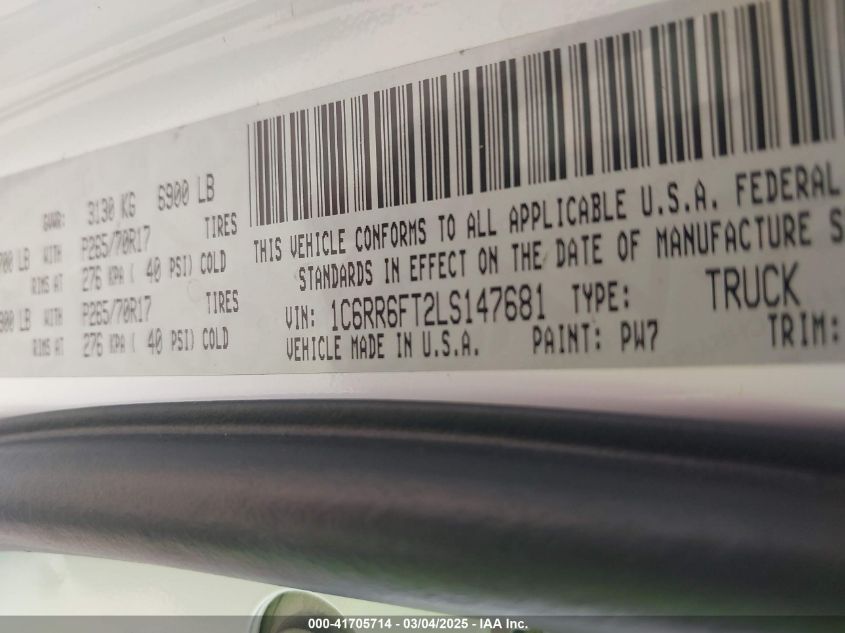 GVWR: 3130 KG 6900 LB
TIRES
LB WITH P265/70R17
RIMS AT 276 KPA ( 40 PSI) COLD
TIRES
LB WITH P265/70R17
RIMS AT 276 KPA ( 40 PSI) COLD
THIS VEHICLE CONFORMS TO ALL APPLICABLE U.S.A. FEDERAL
STANDARDS IN EFFECT ON THE DATE OF MANUFACTURE S
VIN: 1C6RR6FT2LS147681 TYPE: TRUCK
VEHICLE MADE IN U.S.A. PAINT: PW7 TRIM:
000-41705714 - 03/04/2025 - IAA Inc.